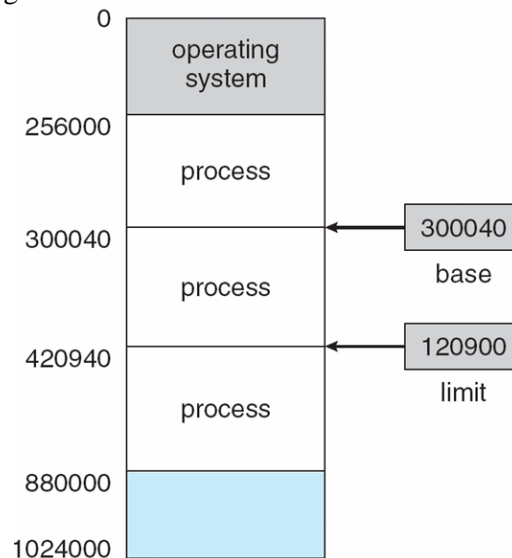 0
operating
system
256000
process
300040
300040
base
process
420940
120900
limit
process
880000
1024000